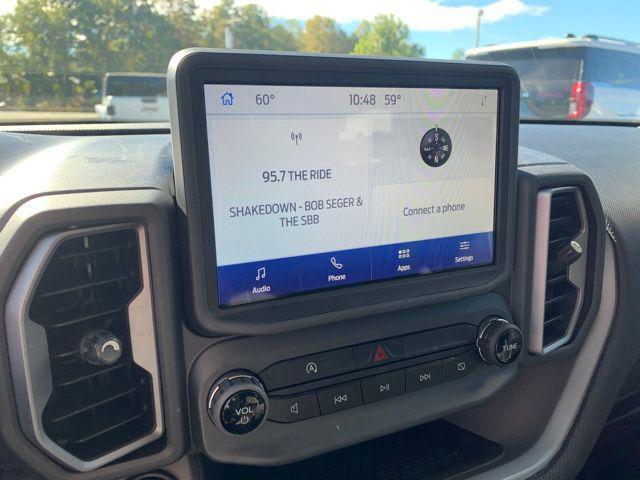 60° 10:48 59°
95.7 THE RIDE
SHAKEDOWN - BOB SEGER &
THE SBB
S
E W
N
Connect a phone
Audio Phone Apps Settings
VOL
TUNE